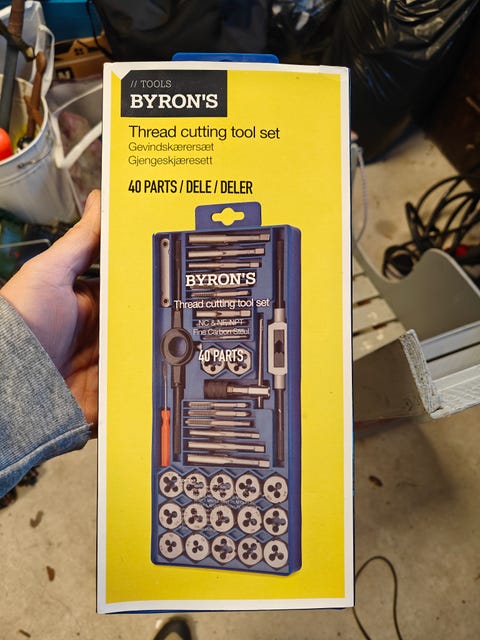 // TOOLS
BYRON'S
Thread cutting tool set
Gevindskærersæt
Gjengeskjæresett
40 PARTS / DELE / DELER
BYRON'S
Thread cutting tool set
NC & NF, NPT
Fine Carbon Steel
40 PARTS